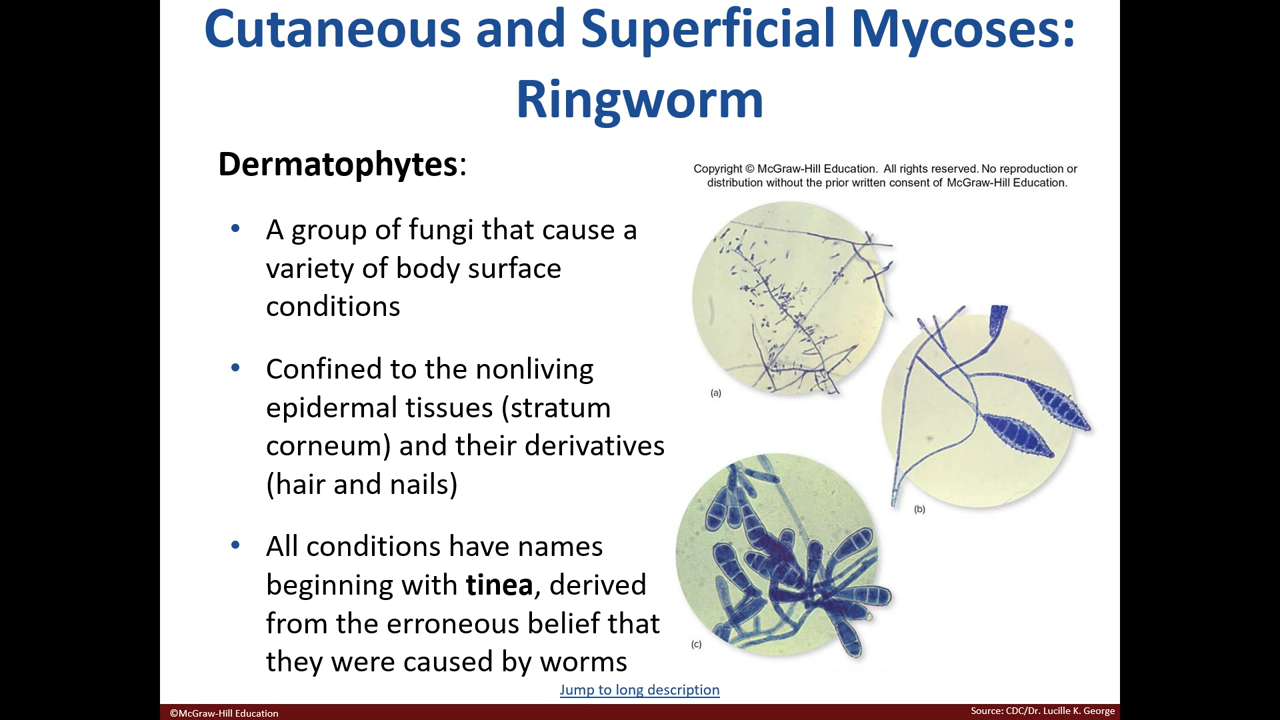 Cutaneous and Superficial Mycoses:
Ringworm
Dermatophytes:
• A group of fungi that cause a
variety of body surface
conditions
• Confined to the nonliving
epidermal tissues (stratum
corneum) and their derivatives
(hair and nails)
• All conditions have names
beginning with tinea, derived
from the erroneous belief that
they were caused by worms
Copyright © McGraw-Hill Education. All rights reserved. No reproduction or
distribution without the prior written consent of McGraw-Hill Education.
(a)
(b)
(c)
Jump to long description
©McGraw-Hill Education
Source: CDC/Dr. Lucille K. George